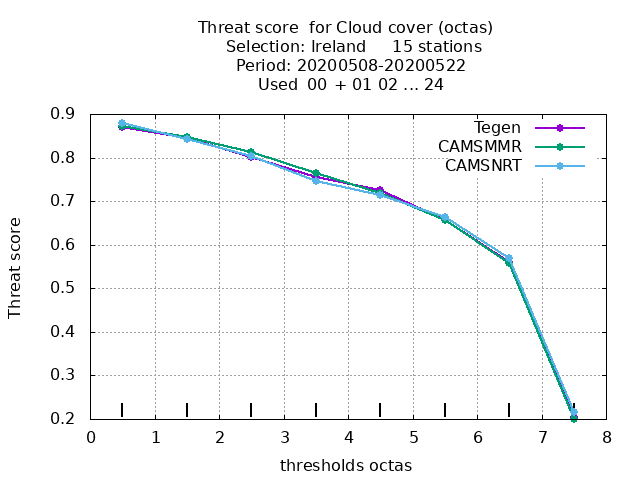 Threat score  for Cloud cover (octas)
Selection: Ireland     15 stations
Period: 20200508-20200522
Used  00  + 01 02 ... 24
Tegen
CAMSMMR
CAMSNRT
Threat score
0.9
0.8
0.7
0.6
0.5
0.4
0.3
0.2
0 1 2 3 4 5 6 7 8
thresholds octas